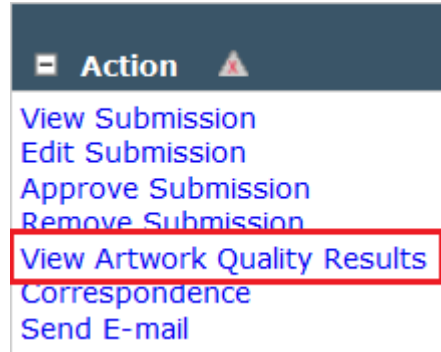 Action
View Submission
Edit Submission
Approve Submission
Remove Submission
View Artwork Quality Results
Correspondence
Send E-mail